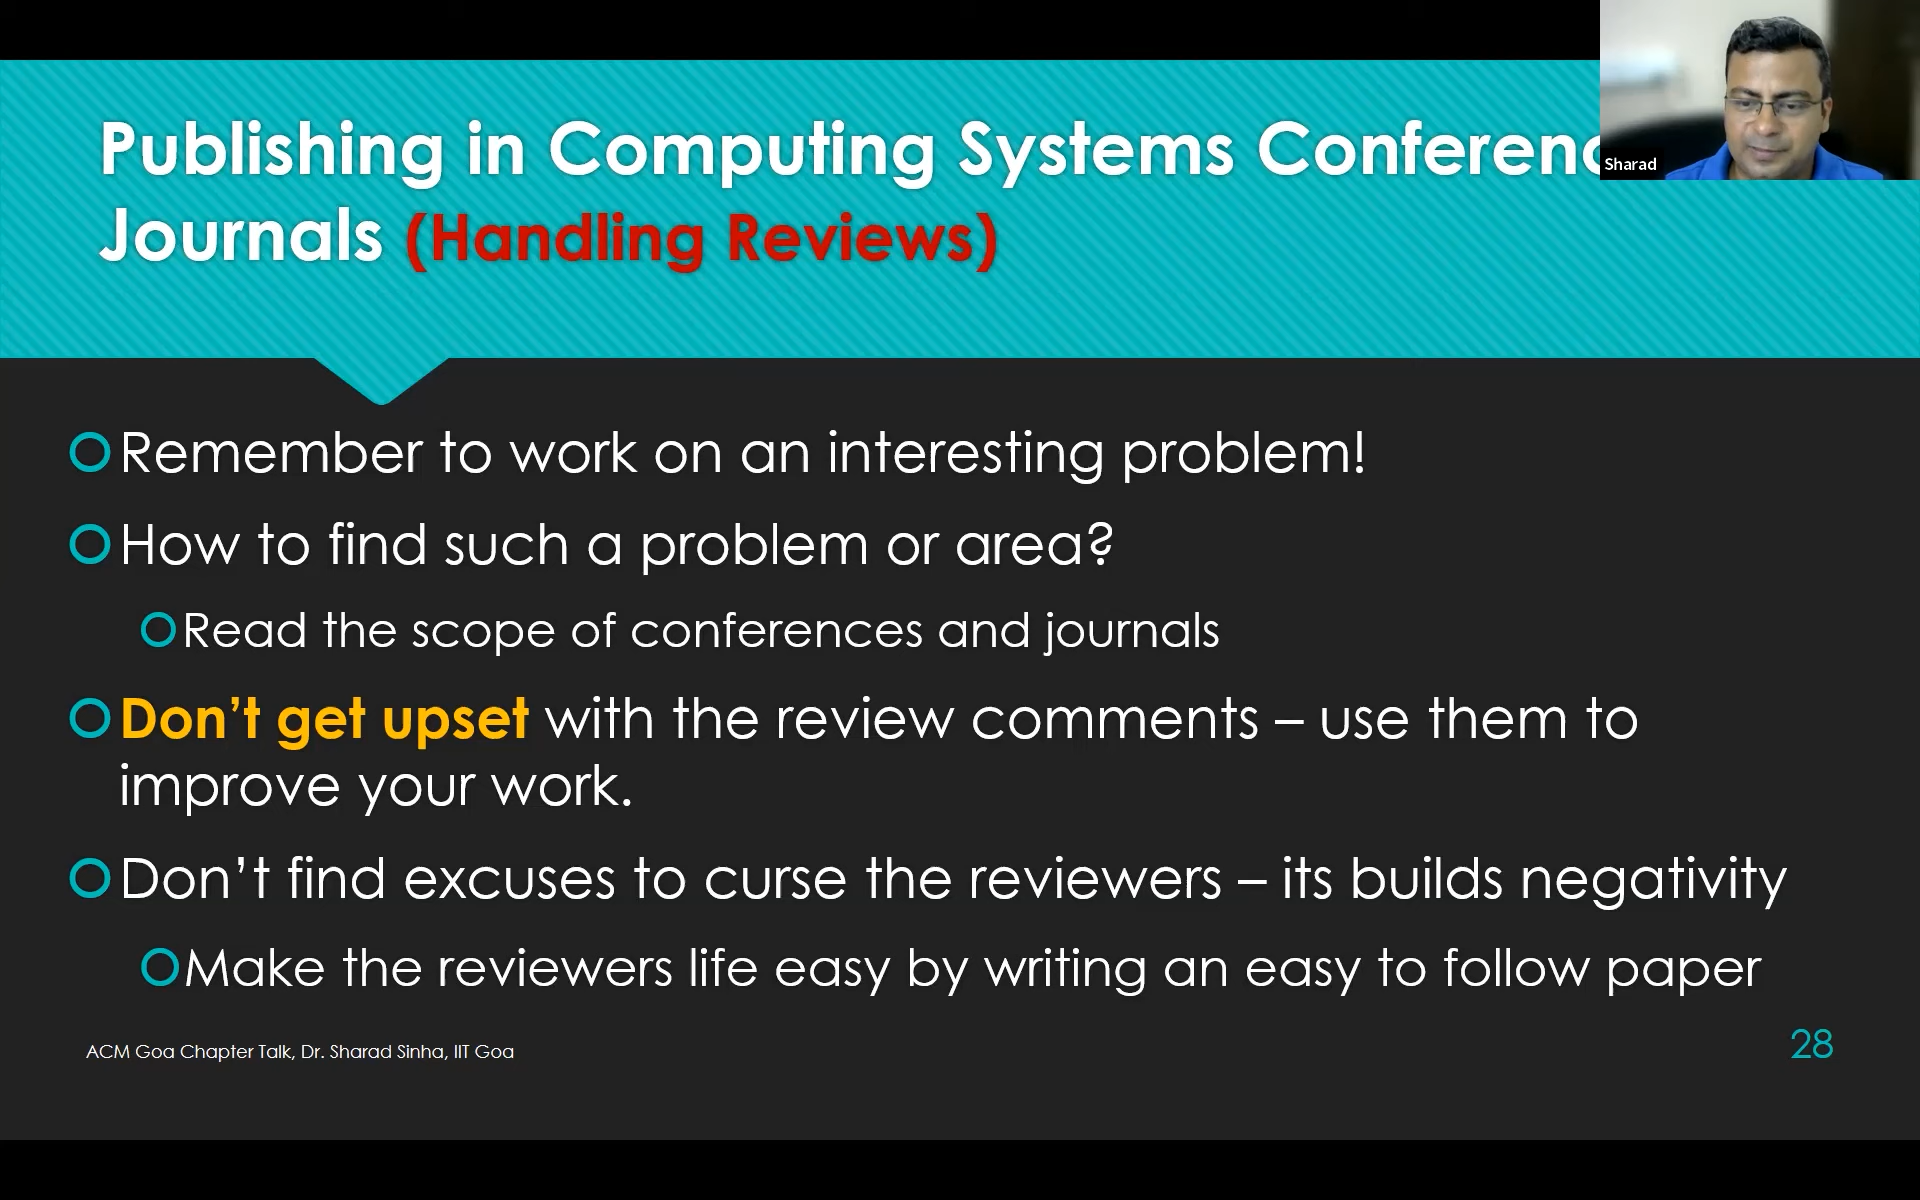 Publishing in Computing Systems
Journals (Handling Reviews)
Sharad
Remember to work on an interesting problem!
How to find such a problem or area?
Read the scope of conferences and journals
Don’t get upset with the review comments – use them to
improve your work.
Don’t find excuses to curse the reviewers – its builds negativity
Make the reviewers life easy by writing an easy to follow paper
ACM Goa Chapter Talk, Dr. Sharad Sinha, IIT Goa
28